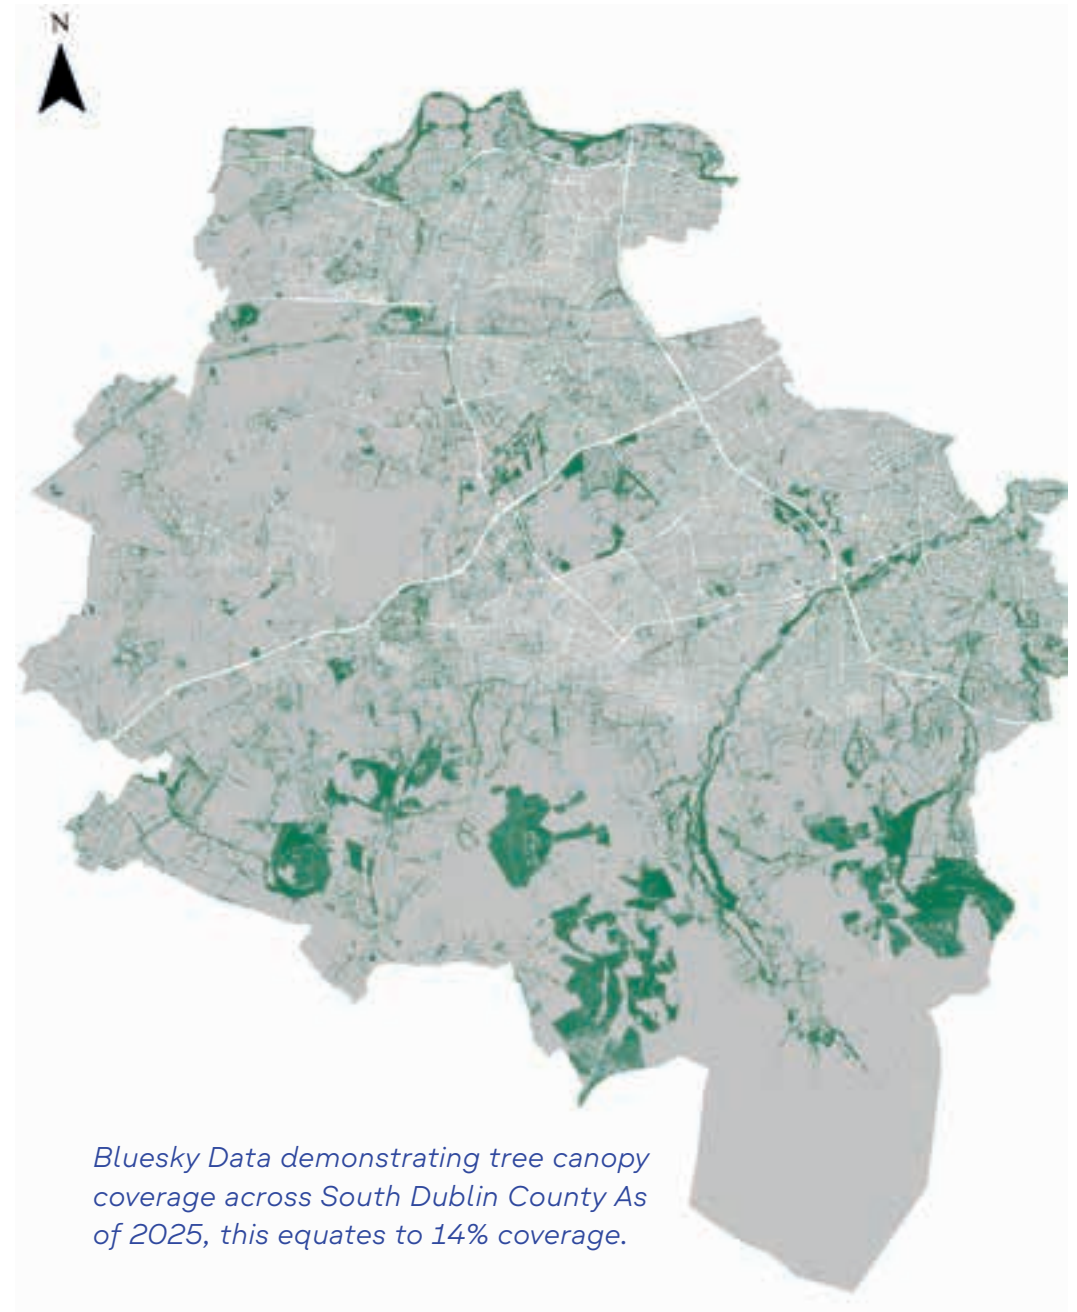 N
Bluesky Data demonstrating tree canopy
coverage across South Dublin County As
of 2025, this equates to 14% coverage.